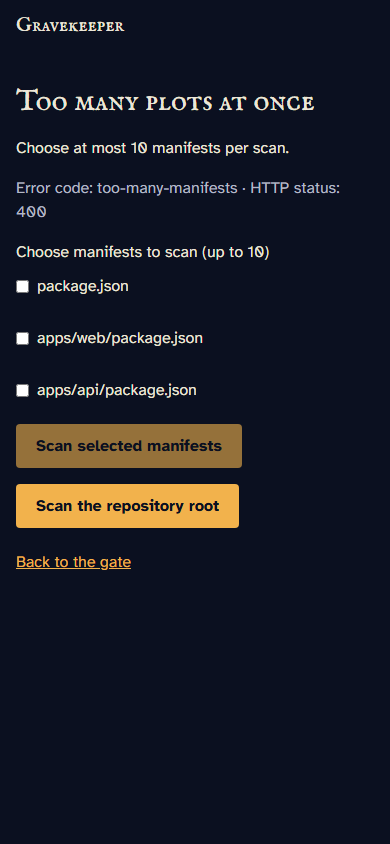 Gravekeeper
Too many plots at once
Choose at most 10 manifests per scan.
Error code: too-many-manifests · HTTP status:
400
Choose manifests to scan (up to 10)
package.json
apps/web/package.json
apps/api/package.json
Scan selected manifests
Scan the repository root
Back to the gate